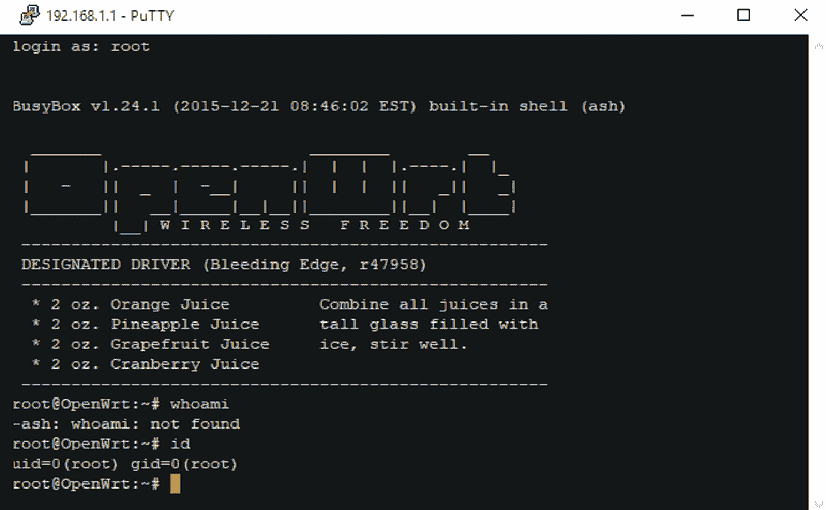 192.168.1.1 - PuTTY
login as: root
BusyBox v1.24.1 (2015-12-21 08:46:02 EST) built-in shell (ash)
OpenWrt
W I R E L E S S   F R E E D O M
-----------------------------------------------------
DESIGNATED DRIVER (Bleeding Edge, r47958)
-----------------------------------------------------
* 2 oz. Orange Juice         Combine all juices in a
* 2 oz. Pineapple Juice      tall glass filled with
* 2 oz. Grapefruit Juice     ice, stir well.
* 2 oz. Cranberry Juice
-----------------------------------------------------
root@OpenWrt:~# whoami
-ash: whoami: not found
root@OpenWrt:~# id
uid=0(root) gid=0(root)
root@OpenWrt:~#